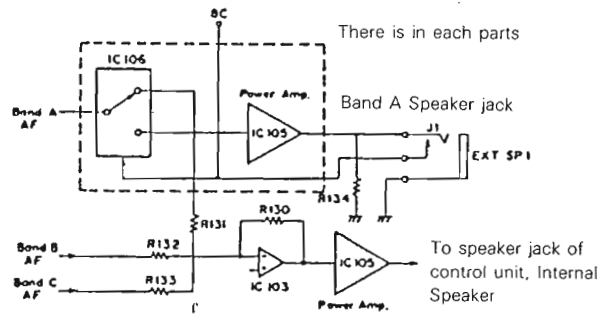 8C
There is in each parts
IC106
Power Amp.
Band A
AF
IC105
Band A Speaker jack
J1
EXT SP1
R134
R131
R130
Band B
AF
R132
Band C
AF
R133
IC103
IC105
Power Amp.
To speaker jack of
control unit, Internal
Speaker